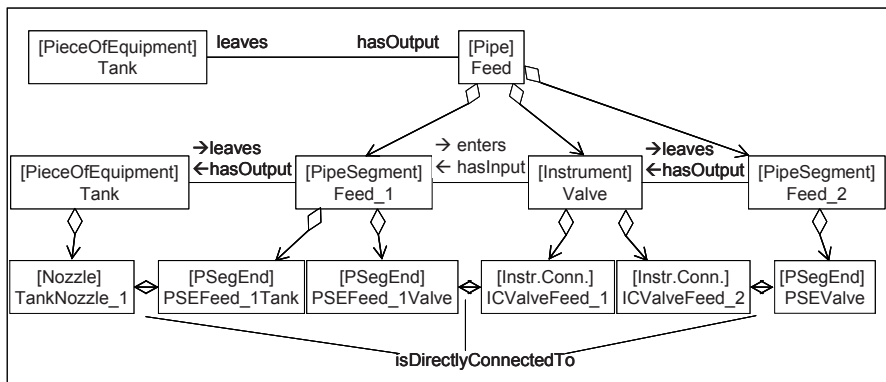 [PieceOfEquipment]
Tank
leaves
hasOutput
[Pipe]
Feed
[PieceOfEquipment]
Tank
→leaves
←hasOutput
[PipeSegment]
Feed_1
→ enters
← hasInput
[Instrument]
Valve
→leaves
←hasOutput
[PipeSegment]
Feed_2
[Nozzle]
TankNozzle_1
[PSegEnd]
PSEFeed_1Tank
[PSegEnd]
PSEFeed_1Valve
[Instr.Conn.]
ICValveFeed_1
[Instr.Conn.]
ICValveFeed_2
[PSegEnd]
PSEValve
isDirectlyConnectedTo